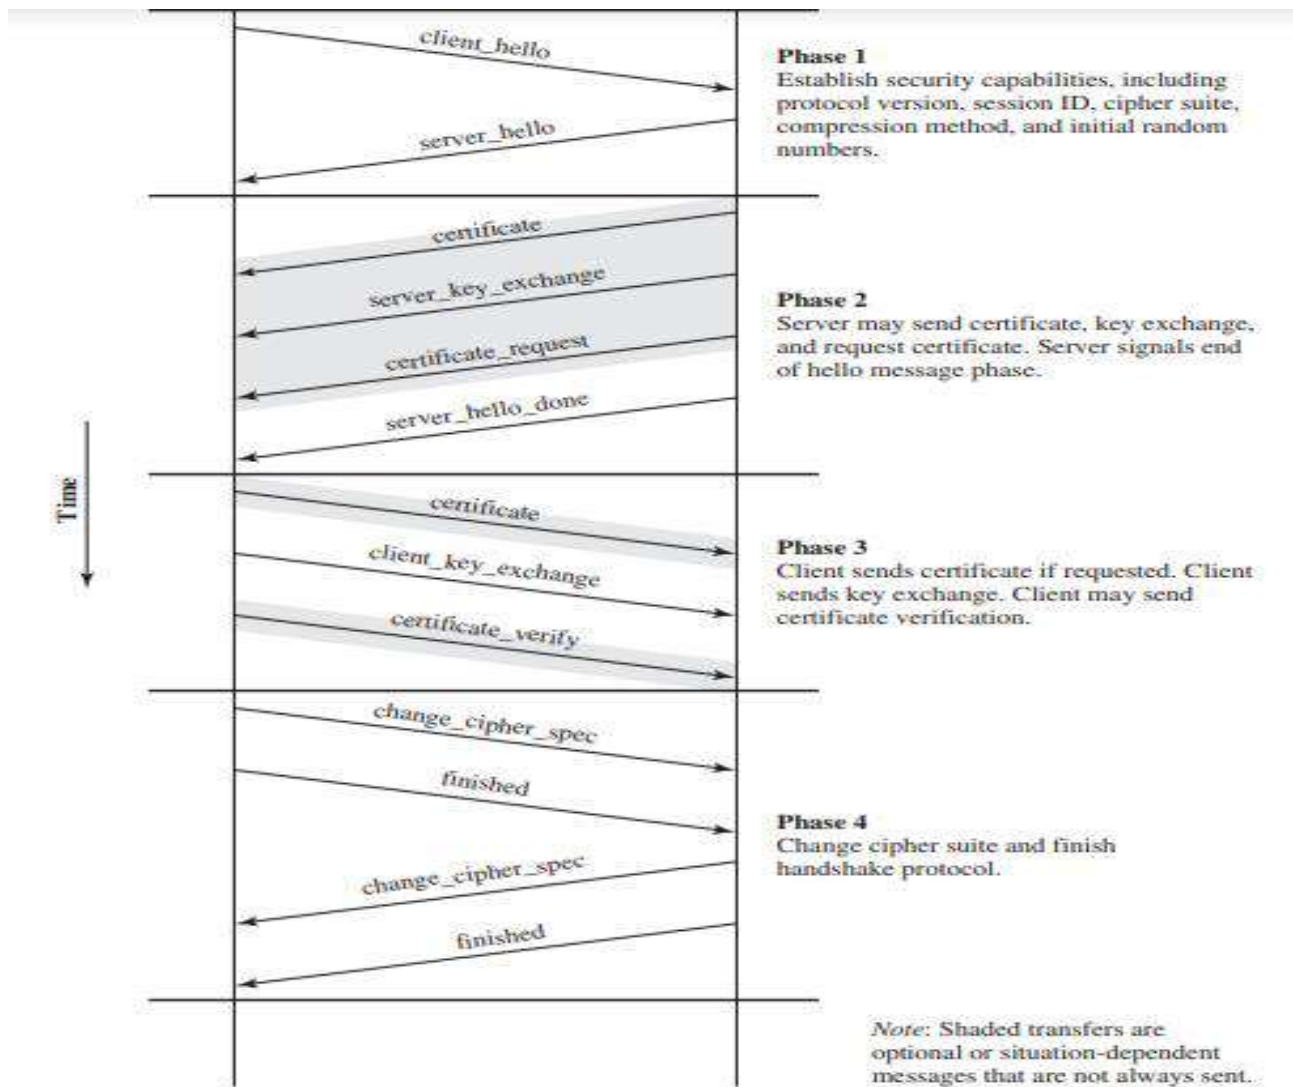 client_hello
Phase 1
Establish security capabilities, including
protocol version, session ID, cipher suite,
compression method, and initial random
numbers.
server_hello
certificate
server_key_exchange
Phase 2
Server may send certificate, key exchange,
and request certificate. Server signals end
of hello message phase.
certificate_request
server_hello_done
Time
certificate
client_key_exchange
Phase 3
Client sends certificate if requested. Client
sends key exchange. Client may send
certificate verification.
certificate_verify
change_cipher_spec
finished
Phase 4
Change cipher suite and finish
handshake protocol.
change_cipher_spec
finished
Note: Shaded transfers are
optional or situation-dependent
messages that are not always sent.